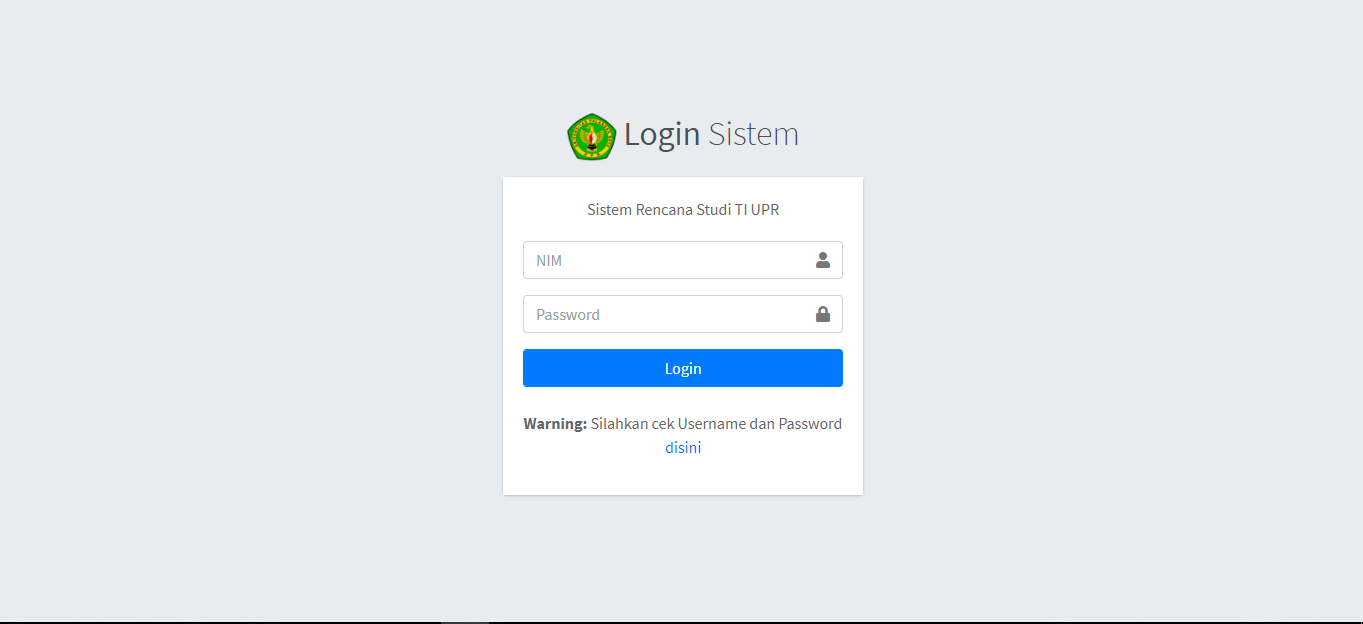 Login Sistem
Sistem Rencana Studi TI UPR
NIM
Password
Login
Warning: Silahkan cek Username dan Password
disini